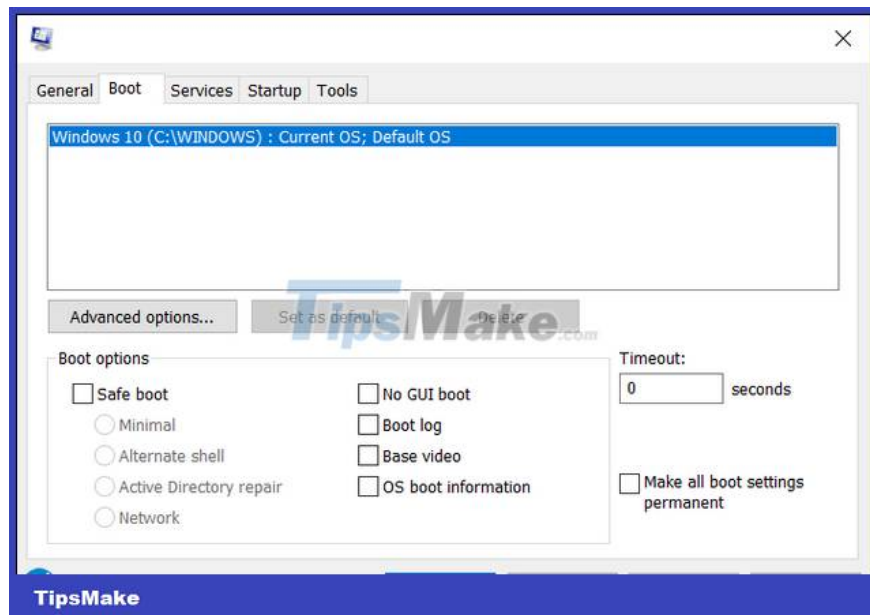 General Boot Services Startup Tools
Windows 10 (C:\WINDOWS) : Current OS; Default OS
Advanced options... Set as default Delete
TipsMake.com
Boot options
Safe boot
Minimal
Alternate shell
Active Directory repair
Network
No GUI boot
Boot log
Base video
OS boot information
Timeout:
0 seconds
Make all boot settings
permanent
TipsMake